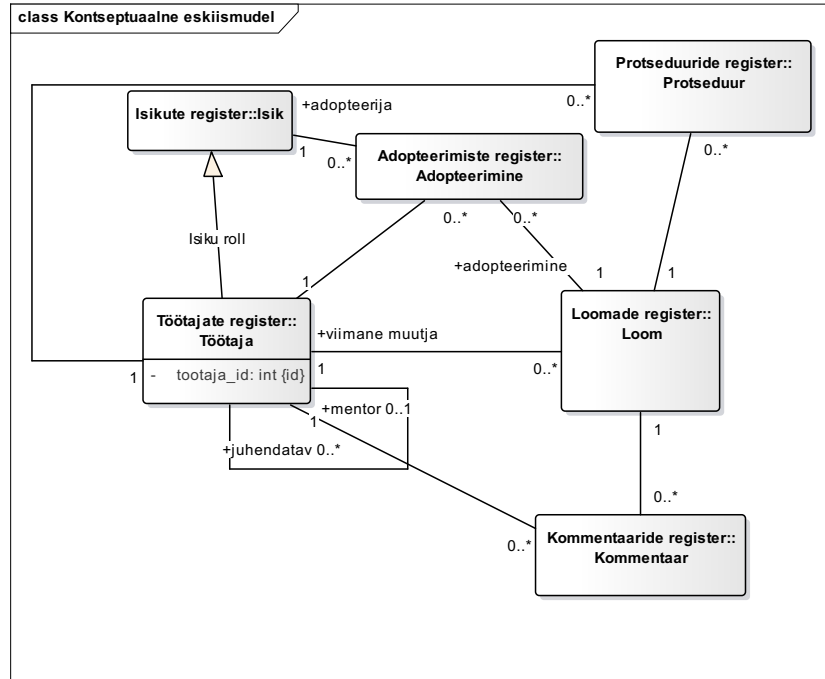 class Kontseptuaalne eskiismudel
Protseduuride register::
Protseduur
0..*
0..*
Isikute register::Isik
+adopteerija
1
0..*
Adopteerimiste register::
Adopteerimine
0..*
0..*
Isiku roll
+adopteerimine
1
1
1
Töötajate register::
Töötaja
- tootaja_id: int {id}
1
+viimane muutja
1
0..*
Loomade register::
Loom
+mentor 0..1
1
+juhendatav 0..*
1
0..*
0..*
Kommentaaride register::
Kommentaar